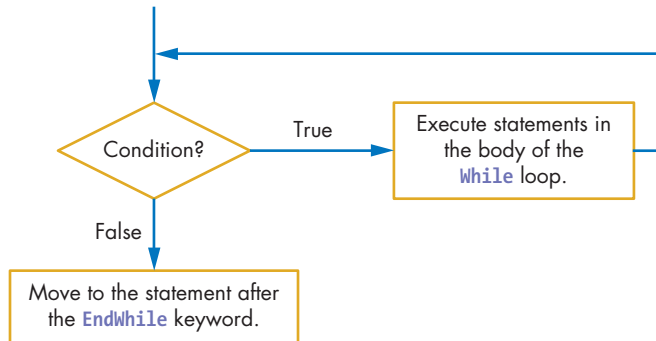 Condition?
True
Execute statements in
the body of the
While loop.
False
Move to the statement after
the EndWhile keyword.